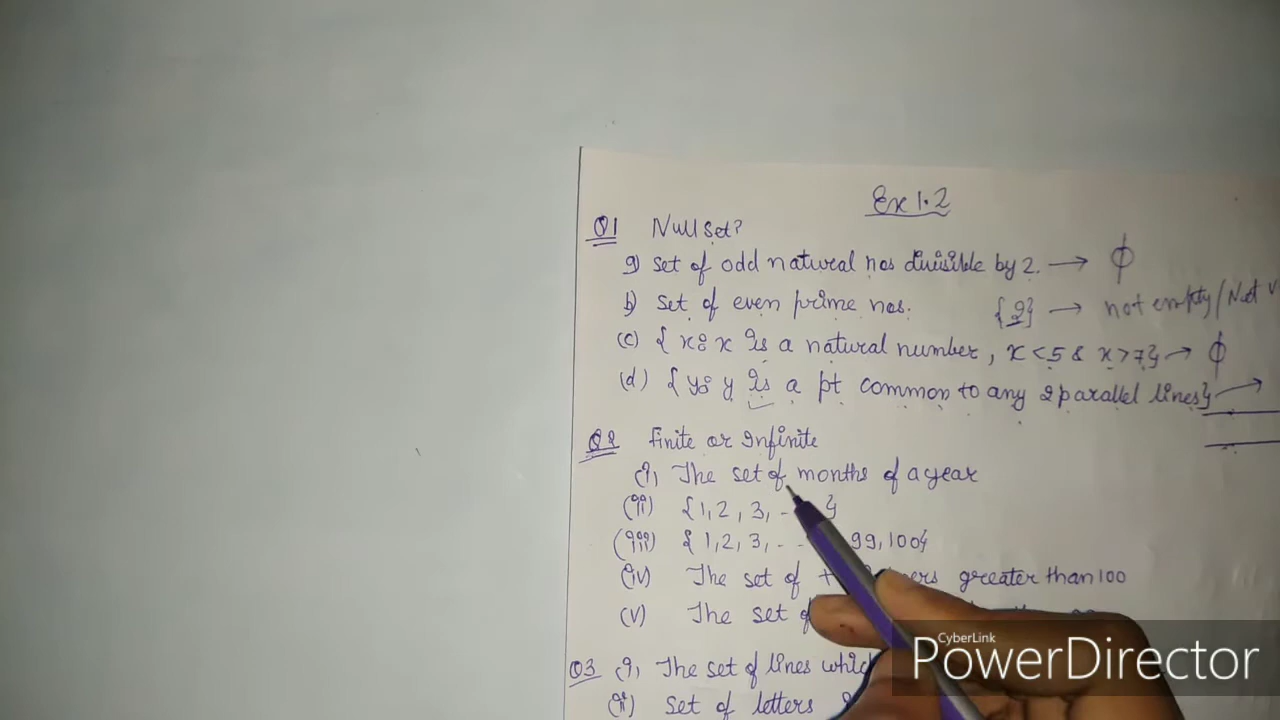 Ex 1.2
Q1 Null set?
a) set of odd natural nos divisible by 2. → ϕ
b) set of even prime nos. {2} → not empty/
(c) { x: x is a natural number, x < 5 & x > 7} → ϕ
(d) { y: y is a pt common to any 2 parallel lines} →
Q2 Finite or Infinite
(i) The set of months of a year
(ii) {1, 2, 3, - }
(iii) { 1, 2, 3, - - 99, 100}
(iv) The set of greater than 100
(v) The set of
Q3 (i) The set of lines which
(ii) set of letters
CyberLink
PowerDirector